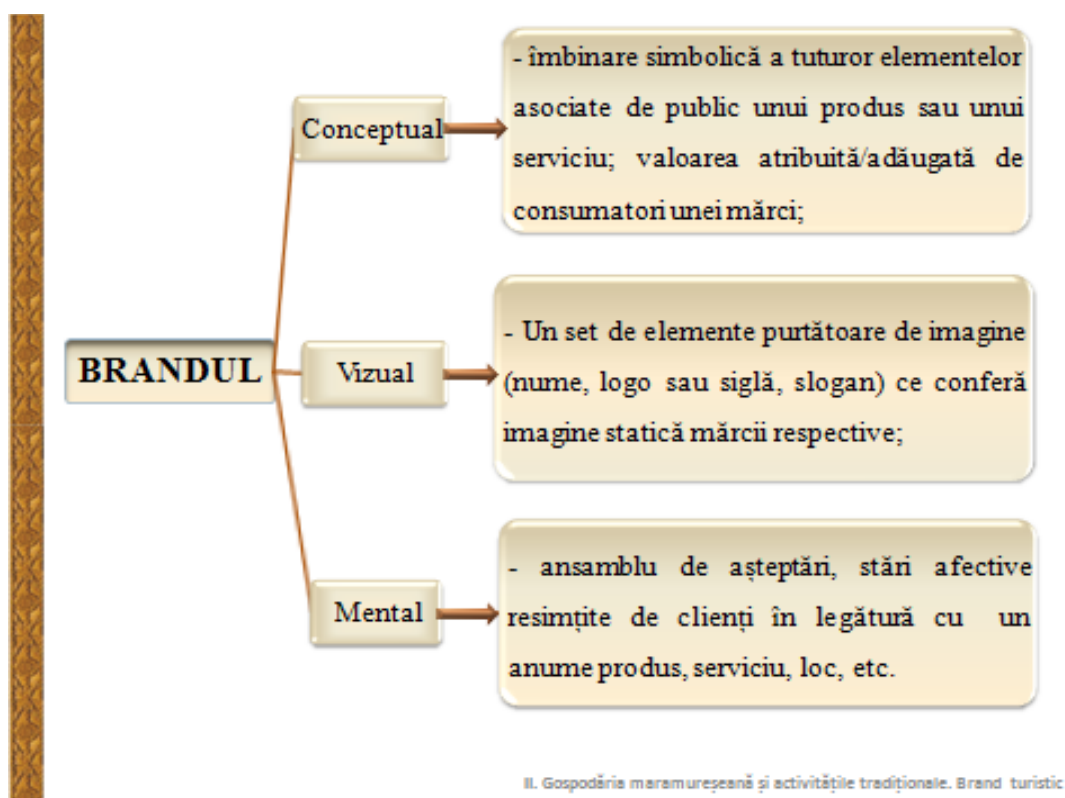 BRANDUL
Conceptual
- îmbinare simbolică a tuturor elementelor
asociate de public unui produs sau unui
serviciu; valoarea atribuită/adăugată de
consumatori unei mărci;
Vizual
- Un set de elemente purtătoare de imagine
(nume, logo sau siglă, slogan) ce conferă
imagine statică mărcii respective;
Mental
- ansamblu de așteptări, stări afective
resimțite de clienți în legătură cu un
anume produs, serviciu, loc, etc.
II. Gospodăria maramureșeană și activitățile tradiționale. Brand turistic